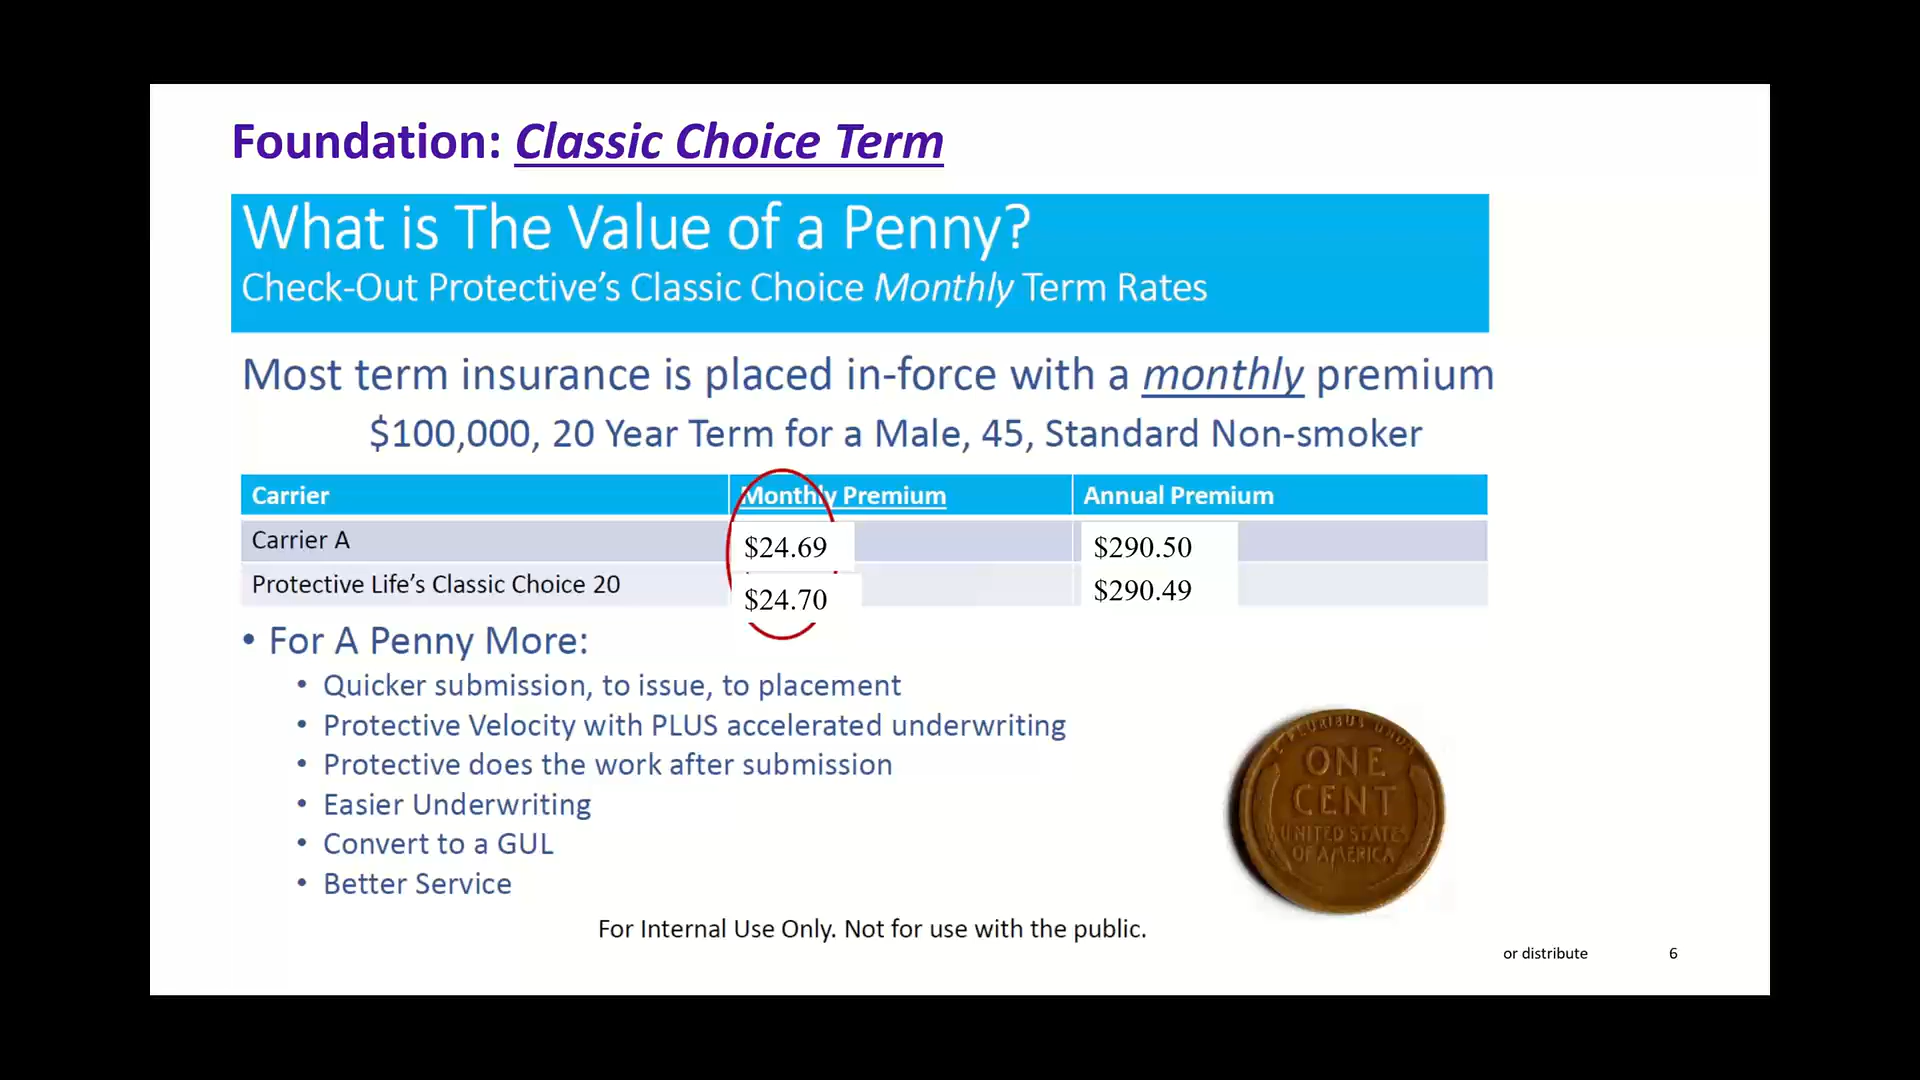 Foundation: Classic Choice Term
What is The Value of a Penny?
Check-Out Protective's Classic Choice Monthly Term Rates
Most term insurance is placed in-force with a monthly premium
$100,000, 20 Year Term for a Male, 45, Standard Non-smoker
Carrier Monthly Premium Annual Premium
Carrier A $24.69 $290.50
Protective Life's Classic Choice 20 $24.70 $290.49
• For A Penny More:
• Quicker submission, to issue, to placement
• Protective Velocity with PLUS accelerated underwriting
• Protective does the work after submission
• Easier Underwriting
• Convert to a GUL
• Better Service
PLURIBUS UNUM
ONE
CENT
UNITED STATES
OF AMERICA
For Internal Use Only. Not for use with the public.
or distribute 6